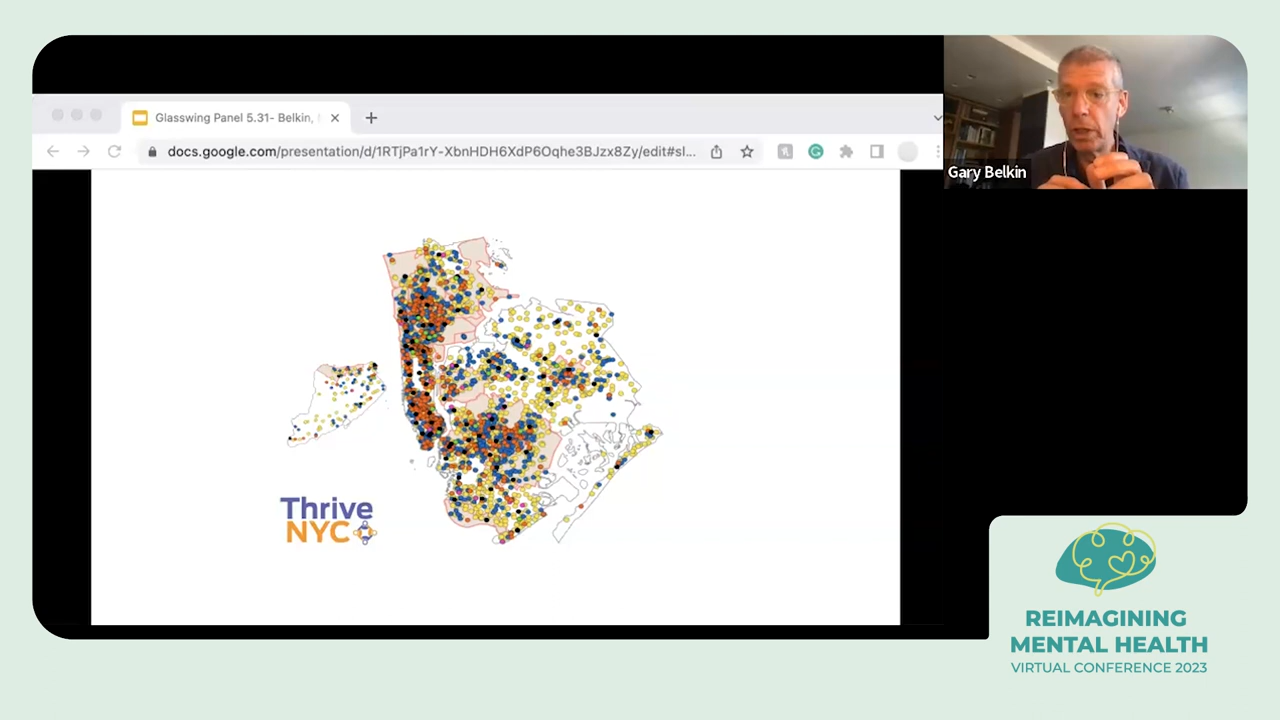 Glasswing Panel 5.31- Belkin,
docs.google.com/presentation/d/1RTjPa1rY-XbnHDH6XdP6Oqhe3BJzx8Zy/edit#sl...
Gary Belkin
Thrive
NYC
REIMAGINING
MENTAL HEALTH
VIRTUAL CONFERENCE 2023